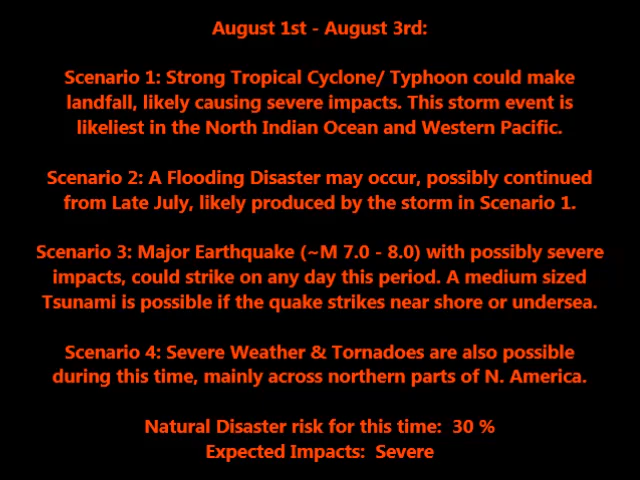 August 1st - August 3rd:
Scenario 1: Strong Tropical Cyclone/ Typhoon could make
landfall, likely causing severe impacts. This storm event is
likeliest in the North Indian Ocean and Western Pacific.
Scenario 2: A Flooding Disaster may occur, possibly continued
from Late July, likely produced by the storm in Scenario 1.
Scenario 3: Major Earthquake (~M 7.0 - 8.0) with possibly severe
impacts, could strike on any day this period. A medium sized
Tsunami is possible if the quake strikes near shore or undersea.
Scenario 4: Severe Weather & Tornadoes are also possible
during this time, mainly across northern parts of N. America.
Natural Disaster risk for this time:  30 %
Expected Impacts:  Severe